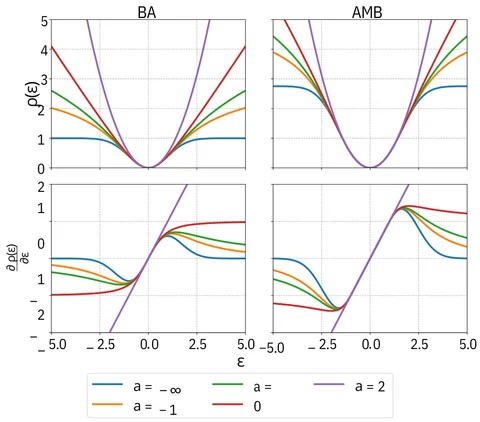 BA AMB
5
4
3
2
1
0
ρ(ε)
2
1
0
1
2
∂ ρ(ε)
∂ε
–
–
– 5.0 – 2.5 0.0 2.5 5.0 –5.0 – 2.5 0.0 2.5 5.0
ε
a = – ∞ a = a = 2
a = – 1 0